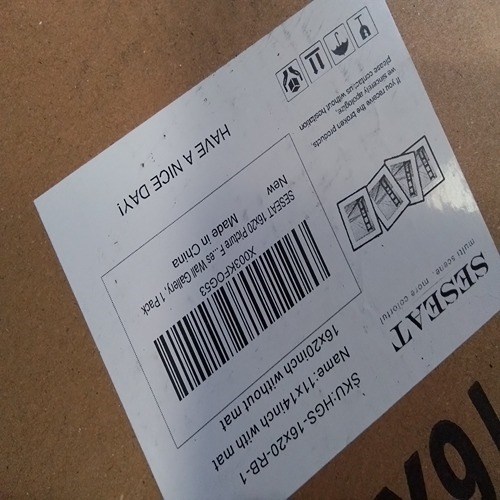 SESEAT
multi scene, more colorful
SKU:HGS-16x20-RB-1
Name:11x14inch with mat
16x20inch without mat
X003KFOG53
SESEAT 16x20 Picture F...es Wall Gallery, 1 Pack
New
Made in China
If you receive the broken products,
we sincerely apologize,
please contact us without hesitation
HAVE A NICE DAY!